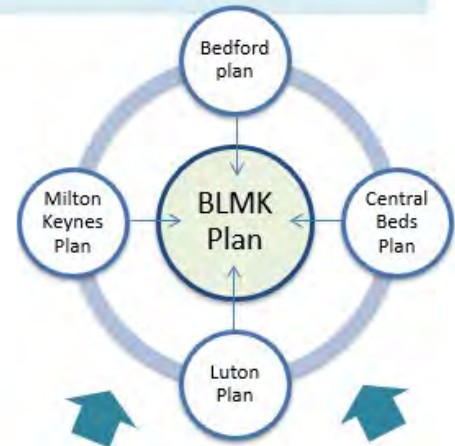 Bedford
plan
Milton
Keynes
Plan
BLMK
Plan
Central
Beds
Plan
Luton
Plan